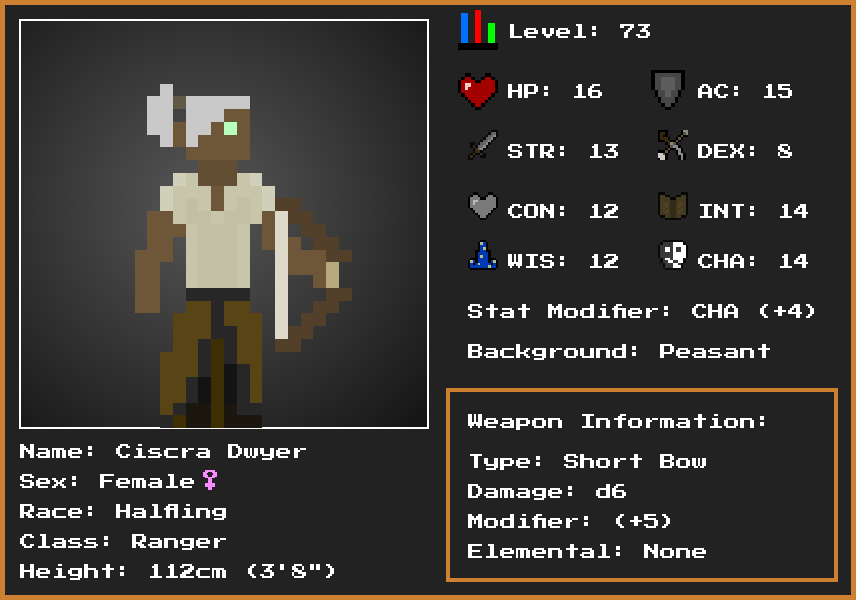 Level: 73
HP: 16 AC: 15
STR: 13 DEX: 8
CON: 12 INT: 14
WIS: 12 CHA: 14
Stat Modifier: CHA (+4)
Background: Peasant
Weapon Information:
Type: Short Bow
Damage: d6
Modifier: (+5)
Elemental: None
Name: Ciscra Dwyer
Sex: Female♀
Race: Halfling
Class: Ranger
Height: 112cm (3'8")